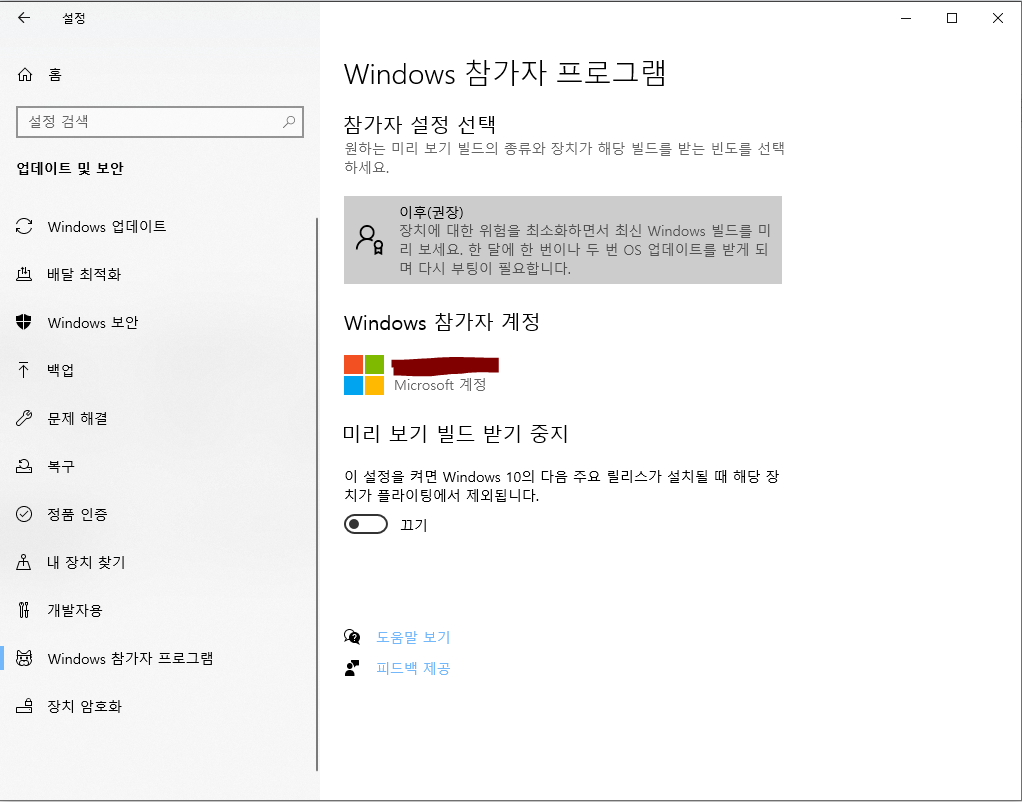 설정
홈
설정 검색
업데이트 및 보안
Windows 업데이트
배달 최적화
Windows 보안
백업
문제 해결
복구
정품 인증
내 장치 찾기
개발자용
Windows 참가자 프로그램
장치 암호화
Windows 참가자 프로그램
참가자 설정 선택
원하는 미리 보기 빌드의 종류와 장치가 해당 빌드를 받는 빈도를 선택
하세요.
이후(권장)
장치에 대한 위험을 최소화하면서 최신 Windows 빌드를 미
리 보세요. 한 달에 한 번이나 두 번 OS 업데이트를 받게 되
며 다시 부팅이 필요합니다.
Windows 참가자 계정
Microsoft 계정
미리 보기 빌드 받기 중지
이 설정을 켜면 Windows 10의 다음 주요 릴리스가 설치될 때 해당 장
치가 플라이팅에서 제외됩니다.
끄기
도움말 보기
피드백 제공